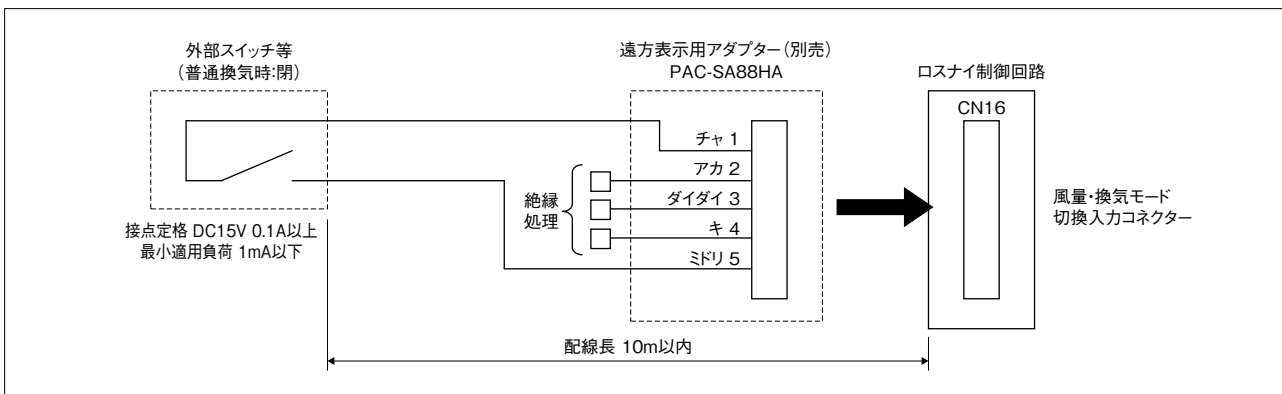 外部スイッチ等
(普通換気時:閉)
接点定格 DC15V 0.1A以上
最小適用負荷 1mA以下
遠方表示用アダプター(別売)
PAC-SA88HA
チャ 1
アカ 2
ダイダイ 3
キ 4
ミドリ 5
絶縁
処理
ロスナイ制御回路
CN16
風量・換気モード
切換入力コネクター
配線長 10m以内